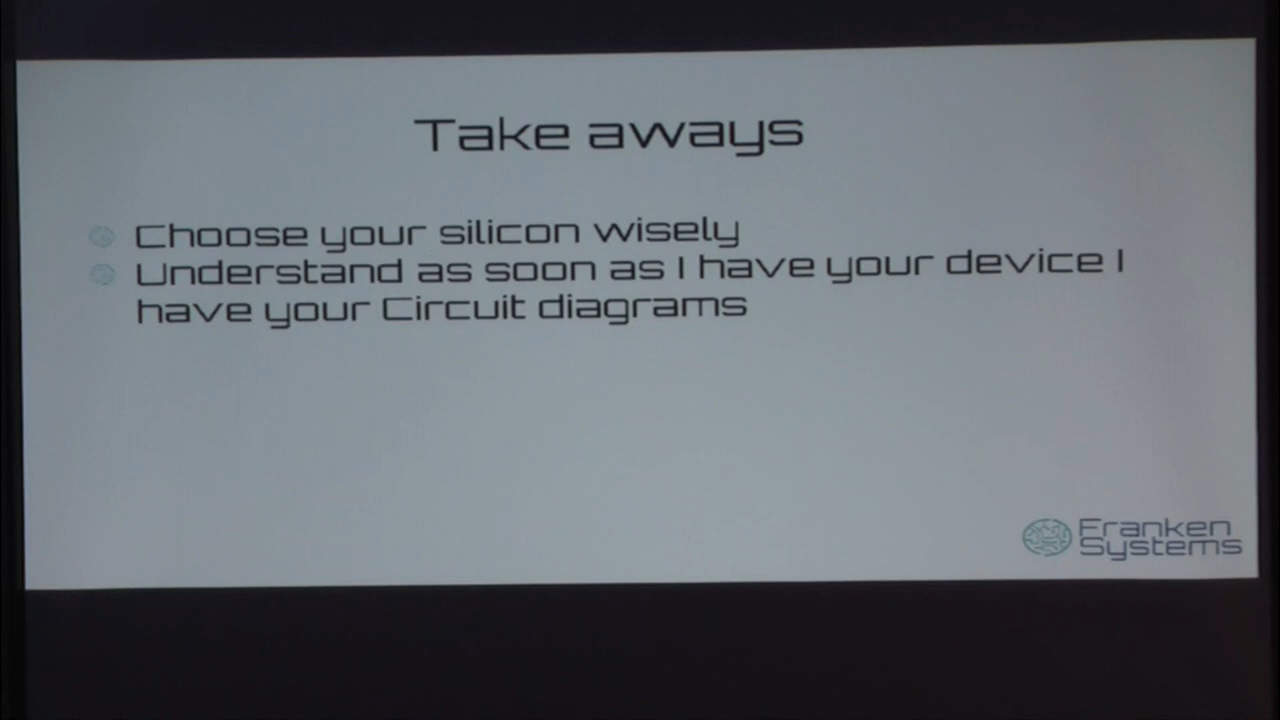 Take aways
Choose your silicon wisely
Understand as soon as I have your device I
have your Circuit diagrams
Franken
Systems